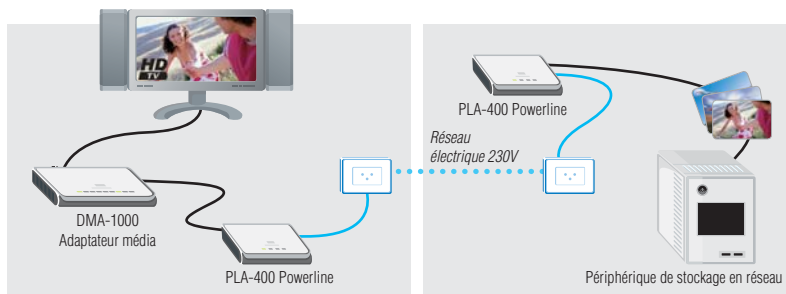 HD
TV
PLA-400 Powerline
Réseau
électrique 230V
DMA-1000
Adaptateur média
PLA-400 Powerline
Périphérique de stockage en réseau